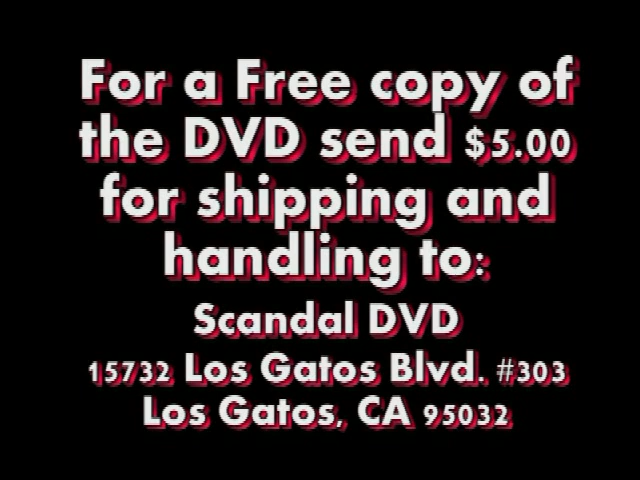 For a Free copy of
the DVD send $5.00
for shipping and
handling to:
Scandal DVD
15732 Los Gatos Blvd. #303
Los Gatos, CA 95032